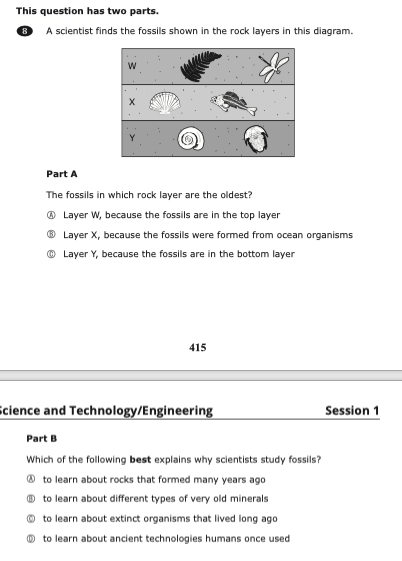 This question has two parts.
8 A scientist finds the fossils shown in the rock layers in this diagram.
W
X
Y
Part A
The fossils in which rock layer are the oldest?
Ⓐ Layer W, because the fossils are in the top layer
Ⓑ Layer X, because the fossils were formed from ocean organisms
Ⓒ Layer Y, because the fossils are in the bottom layer
415
Science and Technology/Engineering Session 1
Part B
Which of the following best explains why scientists study fossils?
Ⓐ to learn about rocks that formed many years ago
Ⓑ to learn about different types of very old minerals
Ⓒ to learn about extinct organisms that lived long ago
Ⓓ to learn about ancient technologies humans once used